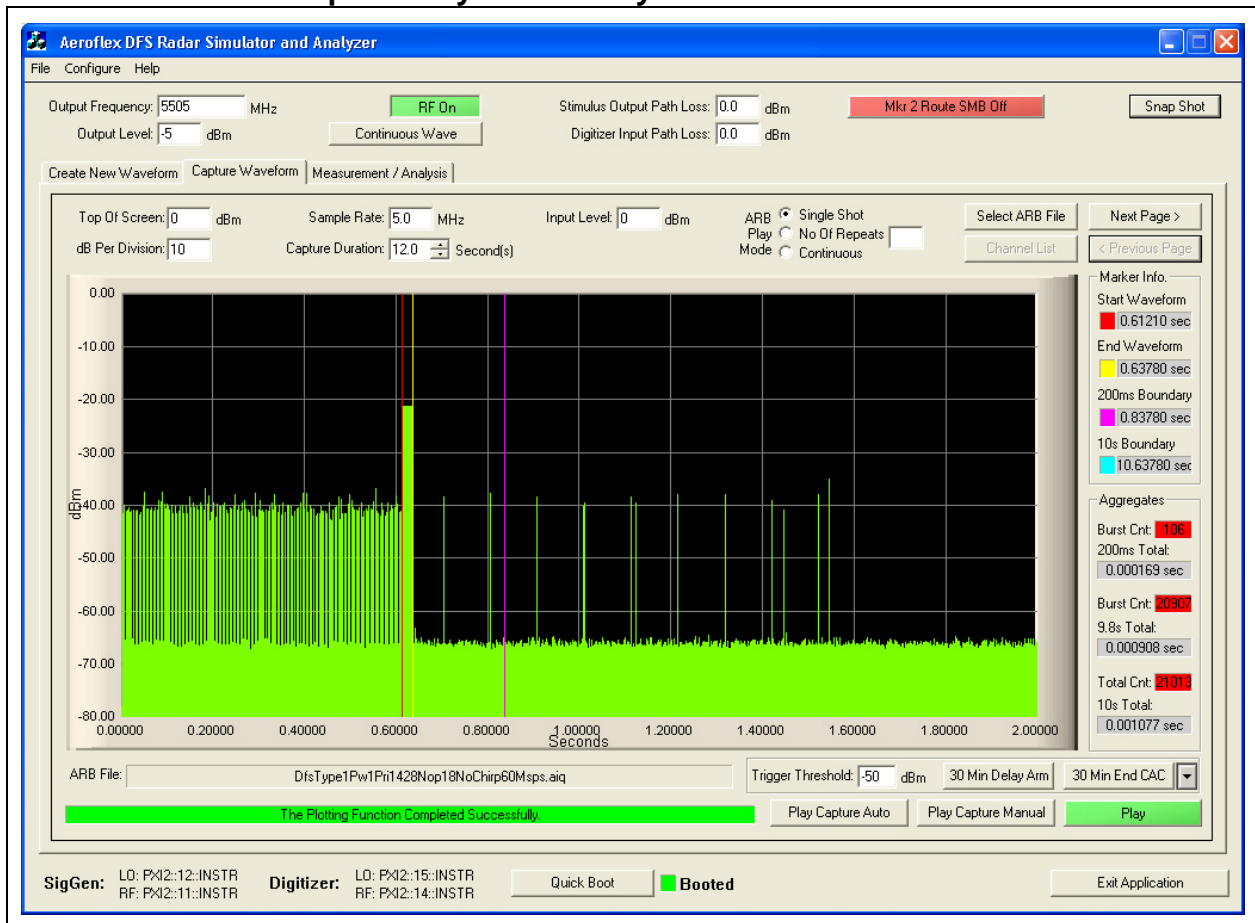 Aeroflex DFS Radar Simulator and Analyzer
File Configure Help
Output Frequency: 5505 MHz
RF On
Stimulus Output Path Loss: 0.0 dBm
Mkr 2 Route SMB Off
Snap Shot
Output Level: -5 dBm
Continuous Wave
Digitizer Input Path Loss: 0.0 dBm
Create New Waveform Capture Waveform Measurement / Analysis
Top Of Screen: 0 dBm
Sample Rate: 5.0 MHz
Input Level: 0 dBm
ARB Play Mode
Single Shot
No Of Repeats
Continuous
Select ARB File
Next Page >
dB Per Division: 10
Capture Duration: 12.0 Second(s)
Channel List
< Previous Page
0.00
-10.00
-20.00
-30.00
-40.00
-50.00
-60.00
-70.00
-80.00
dBm
0.00000 0.20000 0.40000 0.60000 0.80000 1.00000 1.20000 1.40000 1.60000 1.80000 2.00000
Seconds
Marker Info.
Start Waveform
0.61210 sec
End Waveform
0.63780 sec
200ms Boundary
0.83780 sec
10s Boundary
10.63780 sec
Aggregates
Burst Cnt: 106
200ms Total:
0.000169 sec
Burst Cnt: 20907
9.8s Total:
0.000908 sec
Total Cnt: 21013
10s Total:
0.001077 sec
ARB File: DfsType1Pw1Pri1428Nop18NoChirp60Msps.aiq
Trigger Threshold: -50 dBm
30 Min Delay Arm
30 Min End CAC
The Plotting Function Completed Successfully.
Play Capture Auto
Play Capture Manual
Play
SigGen: LO: PXI2::12::INSTR
RF: PXI2::11::INSTR
Digitizer: LO: PXI2::15::INSTR
RF: PXI2::14::INSTR
Quick Boot
Booted
Exit Application